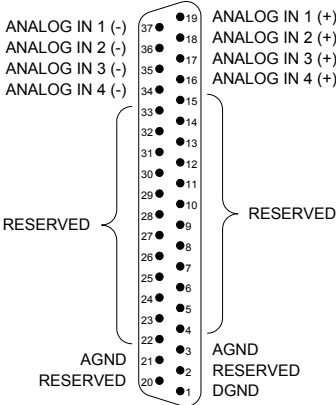 ANALOG IN 1 (-) 37 19 ANALOG IN 1 (+)
ANALOG IN 2 (-) 36 18 ANALOG IN 2 (+)
ANALOG IN 3 (-) 35 17 ANALOG IN 3 (+)
ANALOG IN 4 (-) 34 16 ANALOG IN 4 (+)
33 15
32 14
31 13
30 12
29 11
28 10
RESERVED 27 9 RESERVED
26 8
25 7
24 6
23 5
22 4
AGND 21 3 AGND
RESERVED 20 2 RESERVED
1 DGND